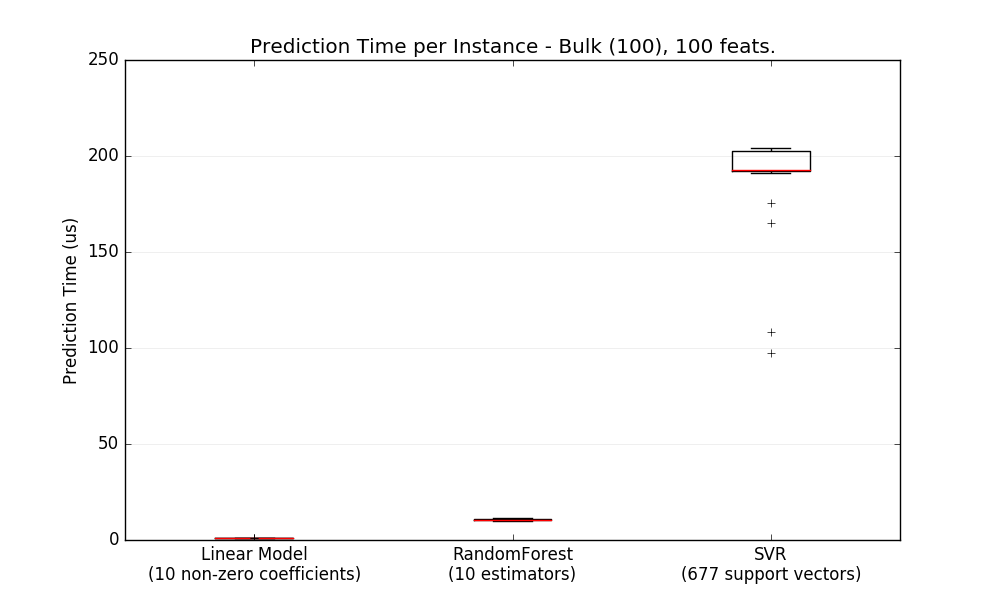 Prediction Time per Instance - Bulk (100), 100 feats.
250
200
150
100
50
0
Prediction Time (us)
Linear Model
(10 non-zero coefficients)
RandomForest
(10 estimators)
SVR
(677 support vectors)